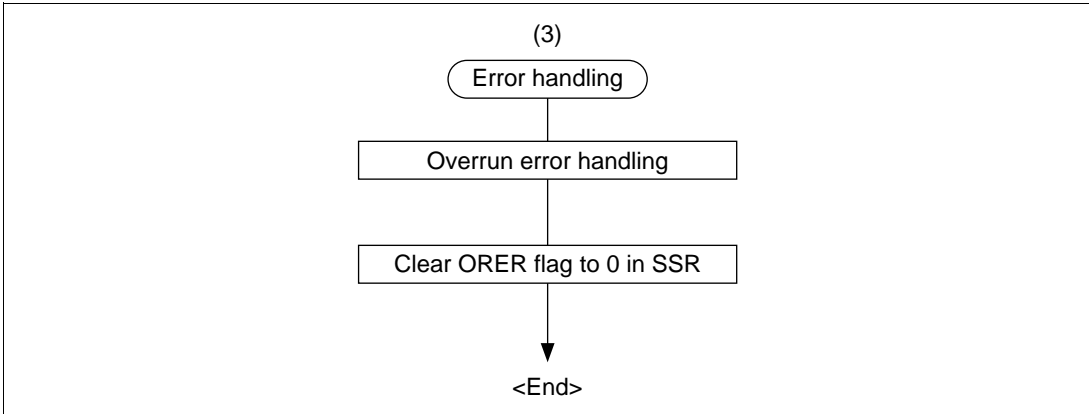 (3)
Error handling
Overrun error handling
Clear ORER flag to 0 in SSR
<End>